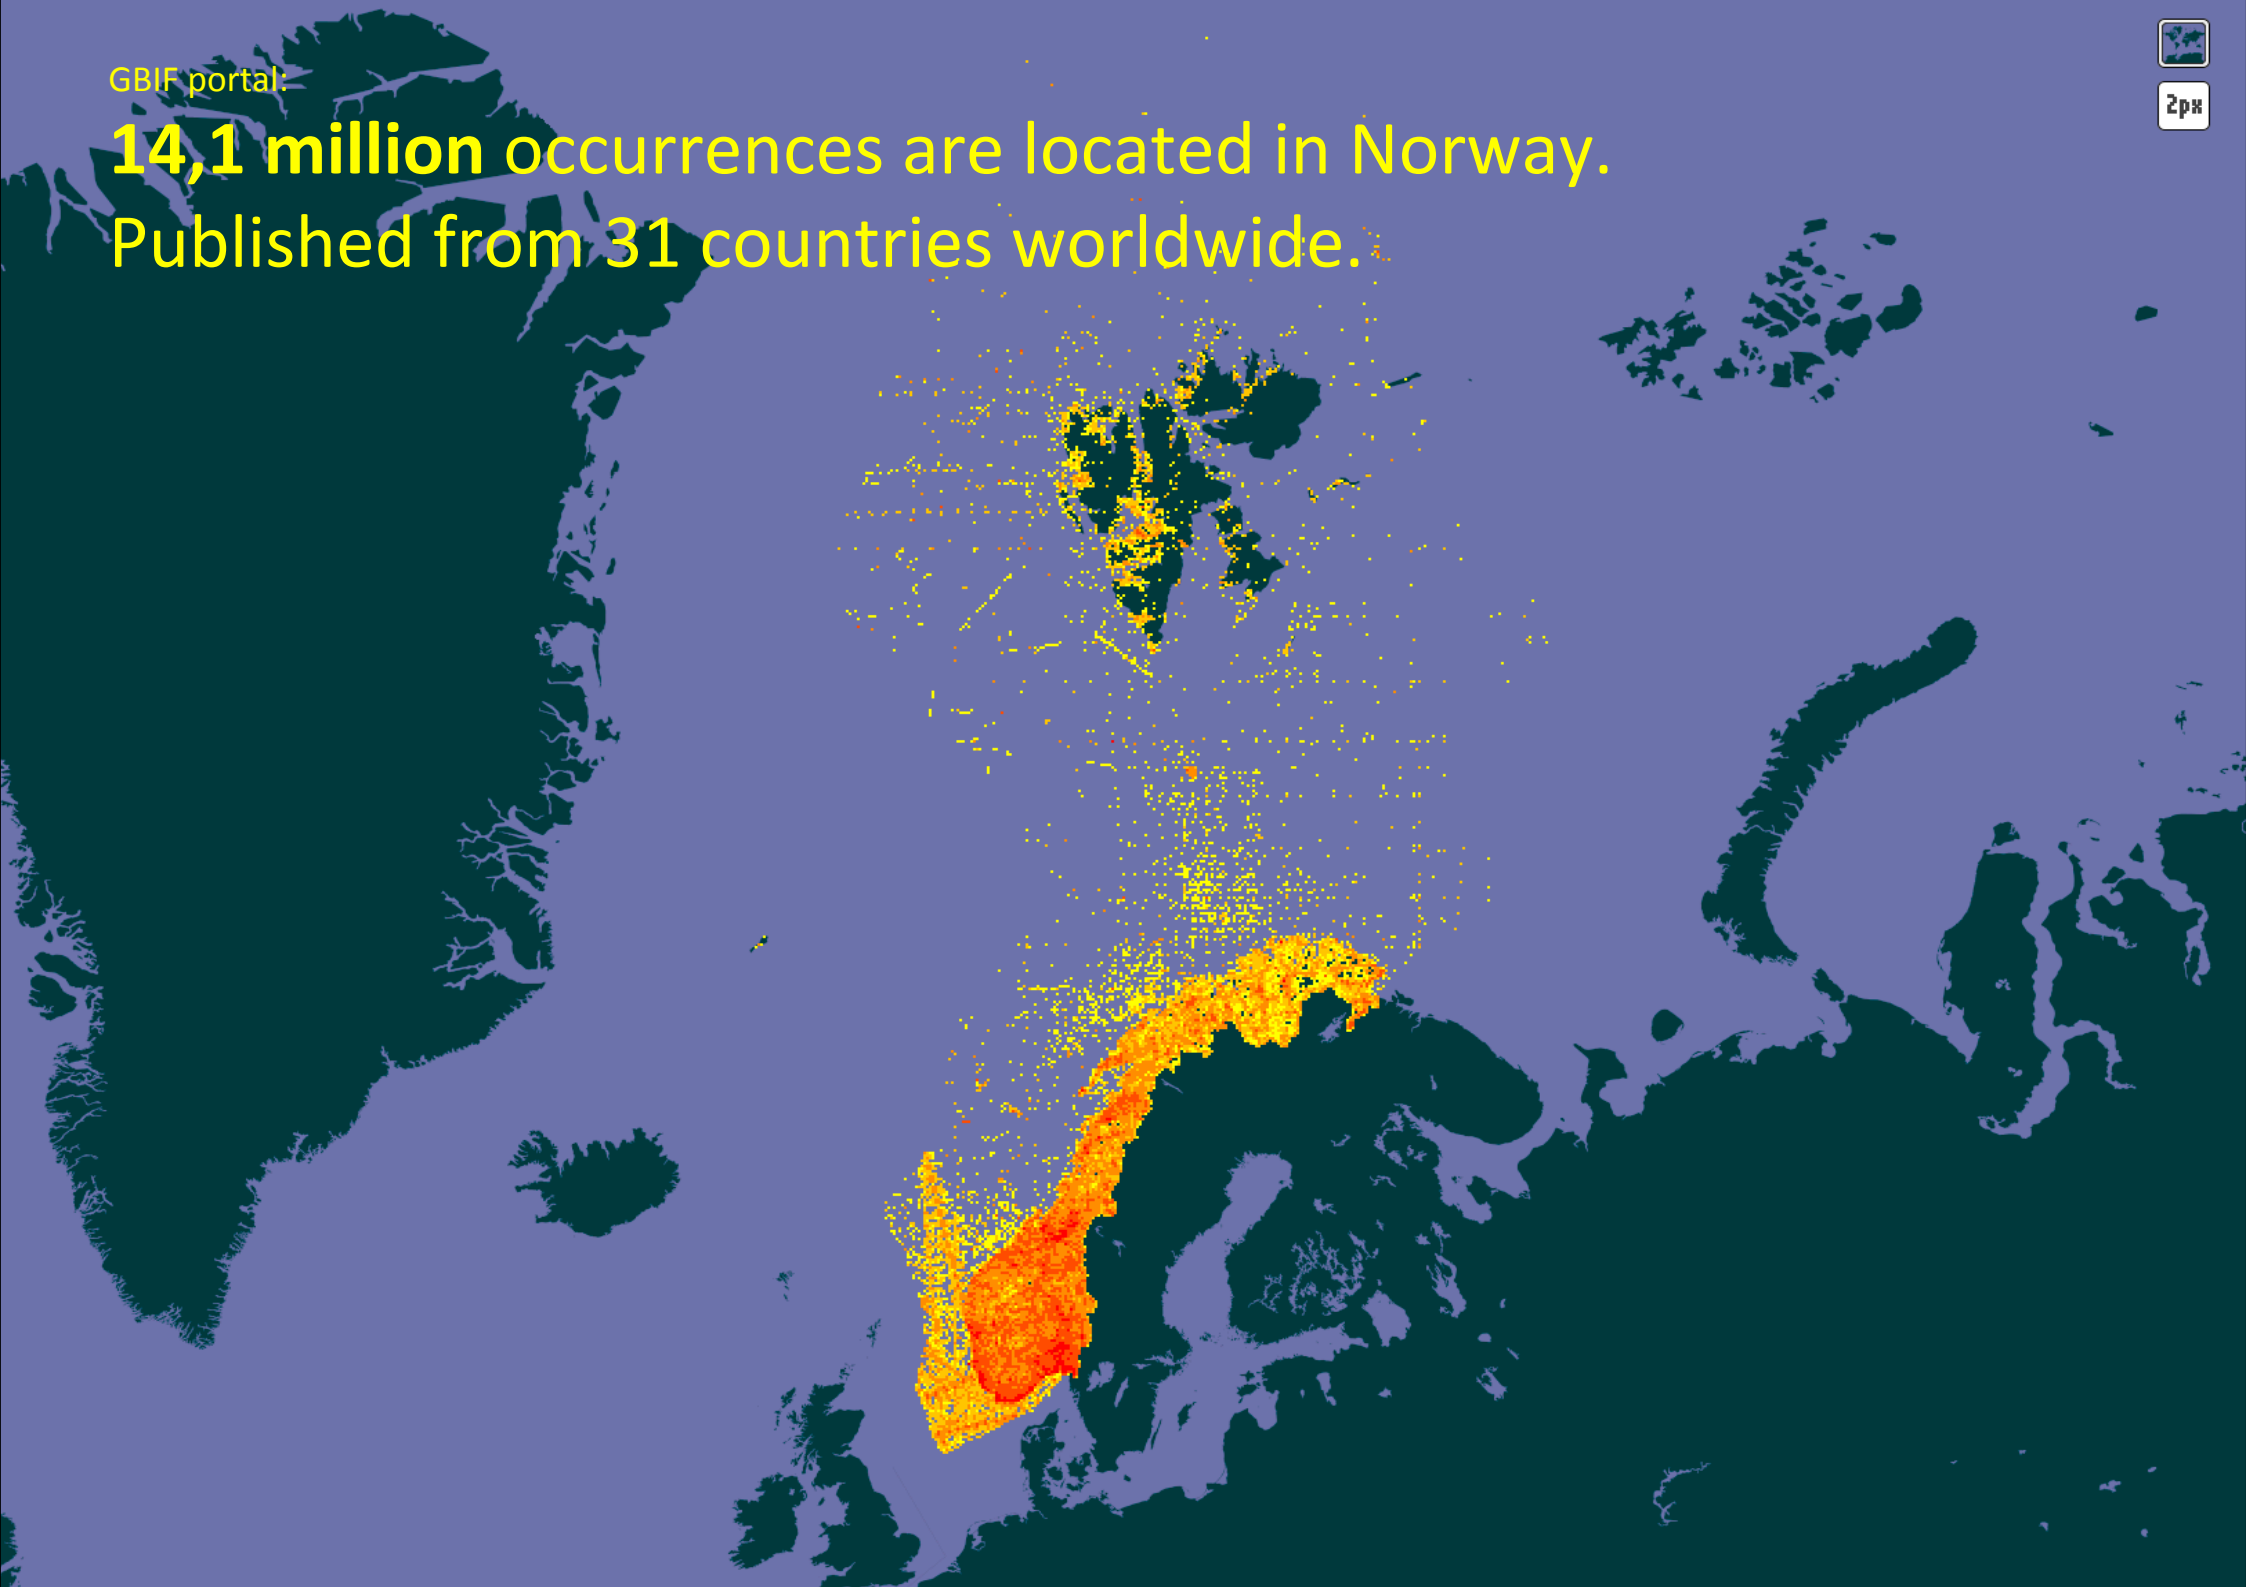 GBIF portal:
14,1 million occurrences are located in Norway.
Published from 31 countries worldwide.
2px